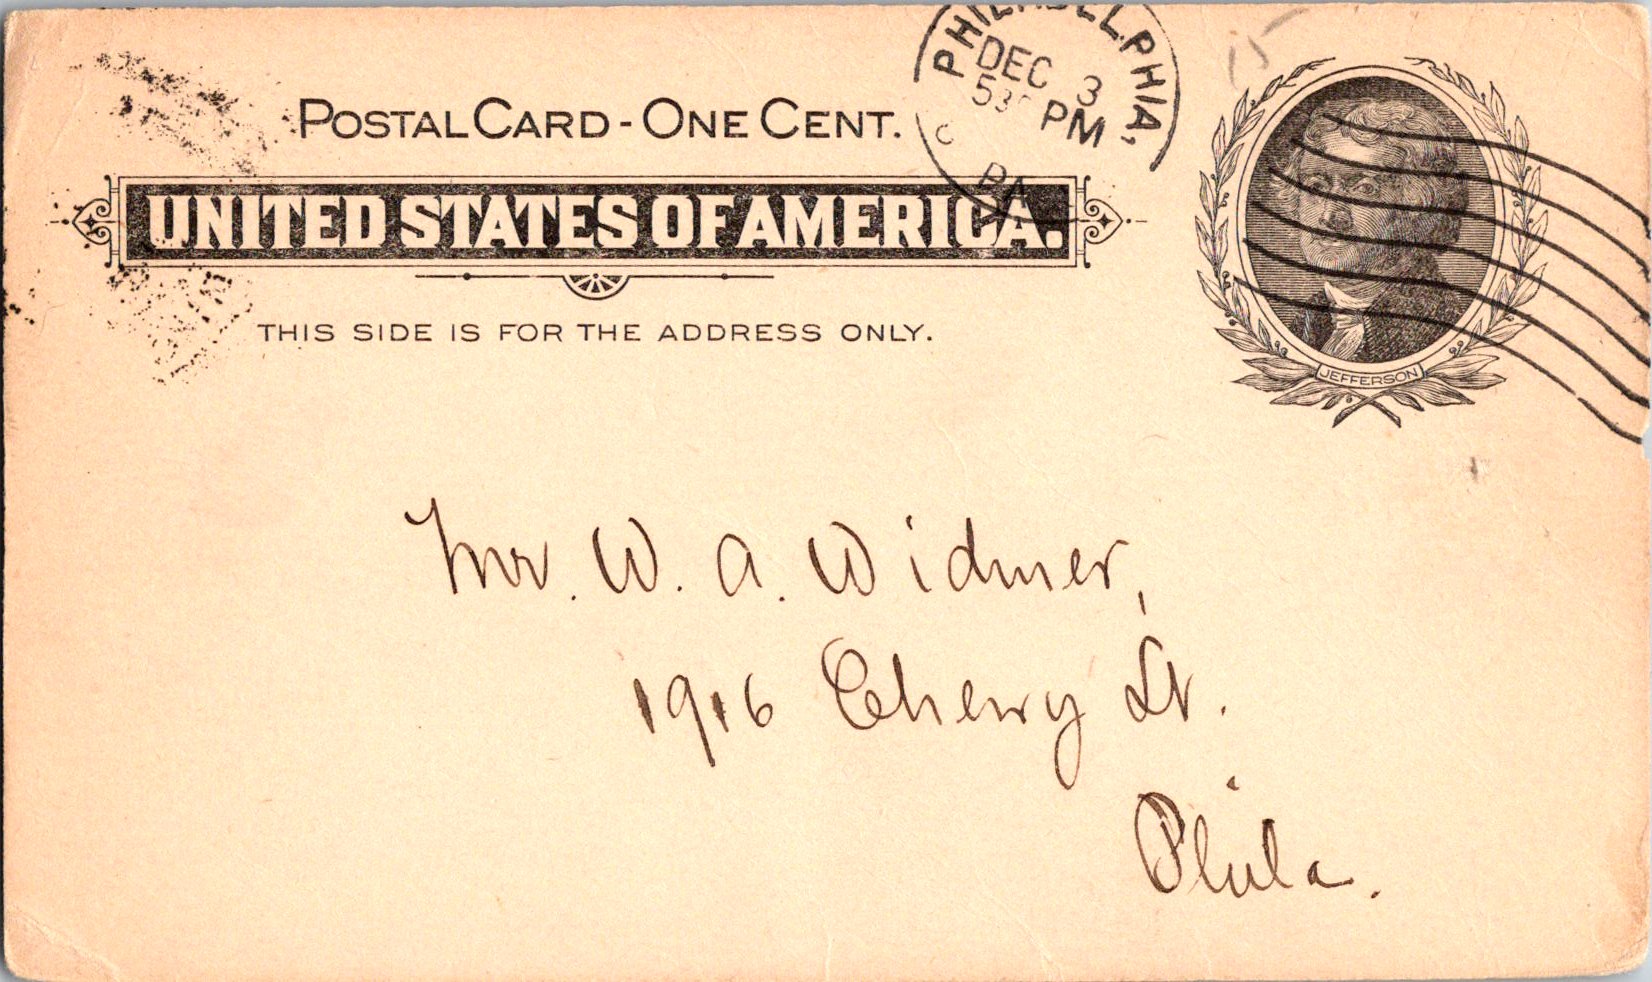 PHILADELPHIA,
DEC 3
530 PM
PA
POSTAL CARD - ONE CENT.
UNITED STATES OF AMERICA.
THIS SIDE IS FOR THE ADDRESS ONLY.
JEFFERSON
Mr. W. A. Widmer,
1916 Cherry St.
Phila.